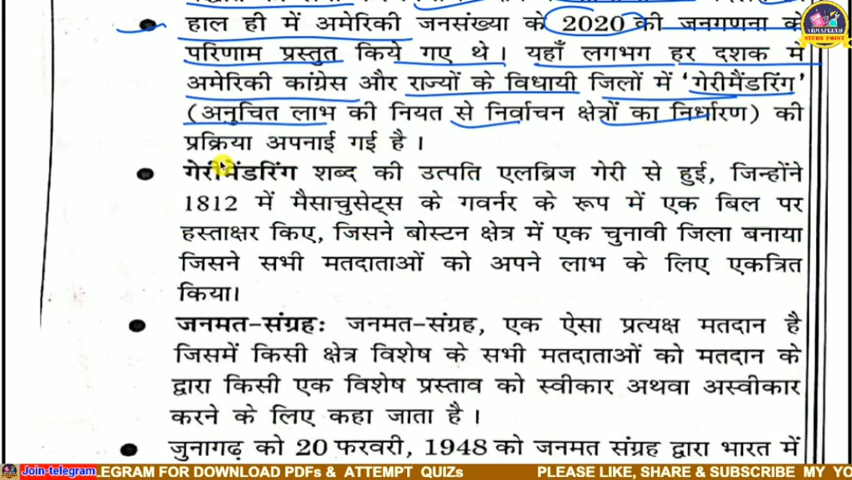 हाल ही में अमेरिकी जनसंख्या के 2020 की जनगणना के
परिणाम प्रस्तुत किये गए थे। यहाँ लगभग हर दशक में
अमेरिकी कांग्रेस और राज्यों के विधायी जिलों में 'गेरीमैंडरिंग'
(अनुचित लाभ की नियत से निर्वाचन क्षेत्रों का निर्धारण) की
प्रक्रिया अपनाई गई है।
गेरीमैंडरिंग शब्द की उत्पति एलब्रिज गेरी से हुई, जिन्होंने
1812 में मैसाचुसेट्स के गवर्नर के रूप में एक बिल पर
हस्ताक्षर किए, जिसने बोस्टन क्षेत्र में एक चुनावी जिला बनाया
जिसने सभी मतदाताओं को अपने लाभ के लिए एकत्रित
किया।
जनमत-संग्रह: जनमत-संग्रह, एक ऐसा प्रत्यक्ष मतदान है
जिसमें किसी क्षेत्र विशेष के सभी मतदाताओं को मतदान के
द्वारा किसी एक विशेष प्रस्ताव को स्वीकार अथवा अस्वीकार
करने के लिए कहा जाता है।
जुनागढ़ को 20 फरवरी, 1948 को जनमत संग्रह द्वारा भारत में
Join-telegram LEGRAM FOR DOWNLOAD PDFs & ATTEMPT QUIZs PLEASE LIKE, SHARE & SUBSCRIBE MY YO
STUDY POINT